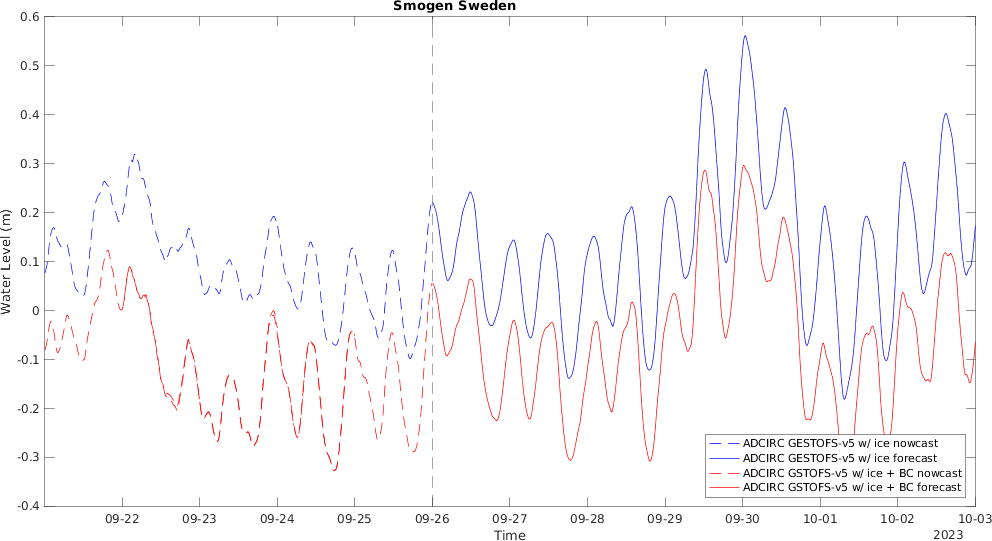 Smogen Sweden
0.6
0.5
0.4
0.3
0.2
0.1
0
-0.1
-0.2
-0.3
-0.4
Water Level (m)
ADCIRC GESTOFS-v5 w/ ice nowcast
ADCIRC GESTOFS-v5 w/ ice forecast
ADCIRC GSTOFS-v5 w/ ice + BC nowcast
ADCIRC GSTOFS-v5 w/ ice + BC forecast
09-22 09-23 09-24 09-25 09-26 09-27 09-28 09-29 09-30 10-01 10-02 10-03
Time
2023